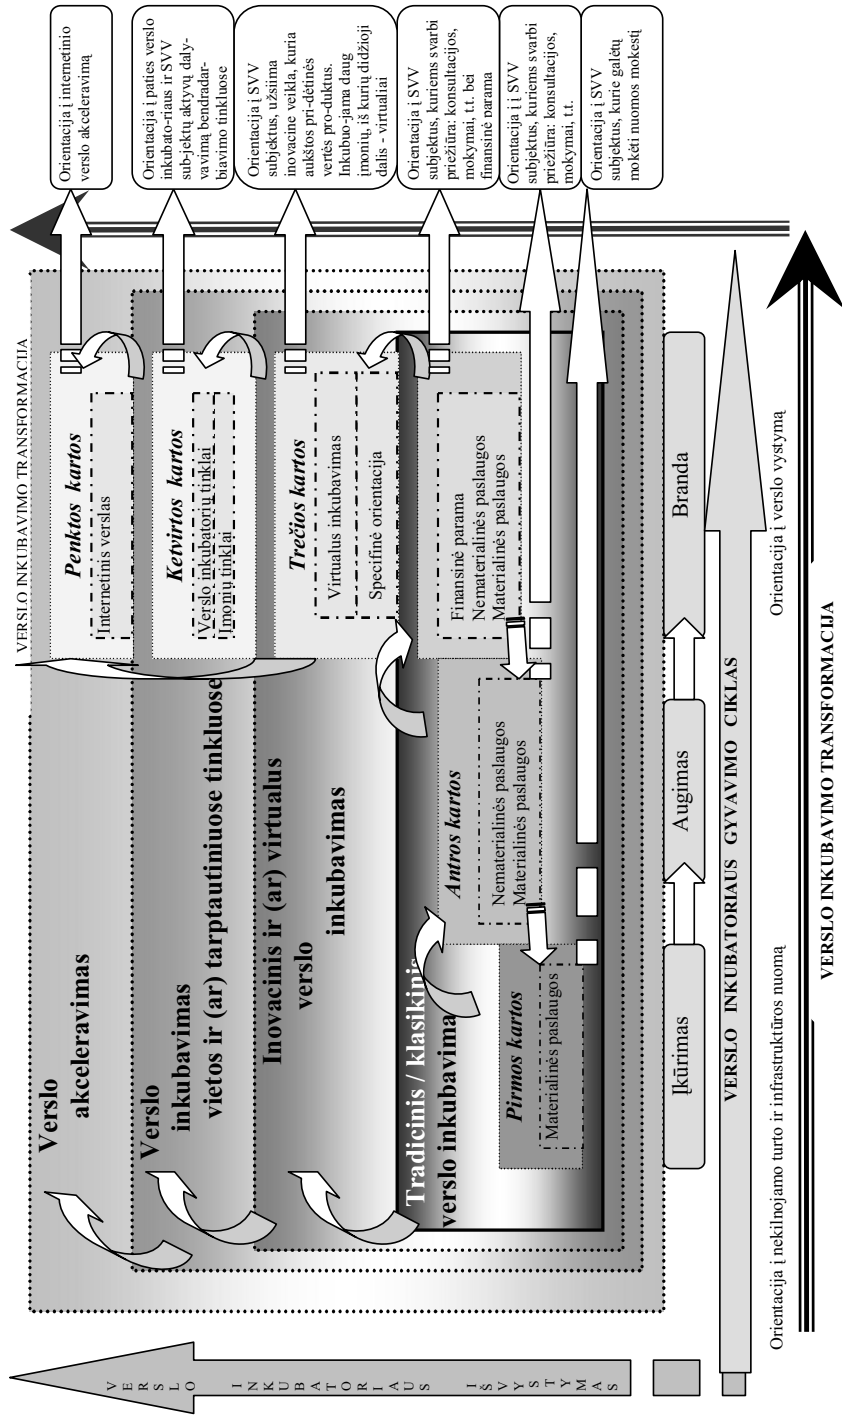 VERSLO INKUBAVIMO TRANSFORMACIJA
Verslo
akceleravimas
Penktos kartos
Internetinis verslas
Orientacija į internetinio
verslo akceleravimą
Verslo
inkubavimas
vietos ir (ar) tarptautiniuose tinkluose
Ketvirtos kartos
Verslo inkubatorių tinklai
Įmonių tinklai
Orientacija į paties verslo
inkubato-riaus ir SVV
sub-jektų aktyvų daly-
vavimą bendradar-
biavimo tinkluose
Inovacinis ir (ar) virtualus
verslo
inkubavimas
Trečios kartos
Virtualus inkubavimas
Specifinė orientacija
Orientacija į SVV
subjektus, užsiima
inovacine veikla, kuria
aukštos pri-dėtinės
vertės pro-duktus.
Inkubuo-jama daug
įmonių, iš kurių didžioji
dalis - virtualiai
Tradicinis / klasikinis
verslo inkubavima
Pirmos kartos
Materialinės paslaugos
Antros kartos
Nematerialinės paslaugos
Materialinės paslaugos
Finansinė parama
Nematerialinės paslaugos
Materialinės paslaugos
Orientacija į SVV
subjektus, kuriems svarbi
priežiūra: konsultacijos,
mokymai, t.t. bei
finansinė parama
Orientacija į į SVV
subjektus, kuriems svarbi
priežiūra: konsultacijos,
mokymai, t.t.
Orientacija į SVV
subjektus, kurie galėtų
mokėti nuomos mokestį
Įkūrimas
Augimas
Branda
VERSLO INKUBATORIAUS GYVAVIMO CIKLAS
Orientacija į nekilnojamo turto ir infrastruktūros nuomą
Orientacija į verslo vystymą
VERSLO INKUBAVIMO TRANSFORMACIJA
VERSLO INKUBATORIAUS IŠVYSTYMAS